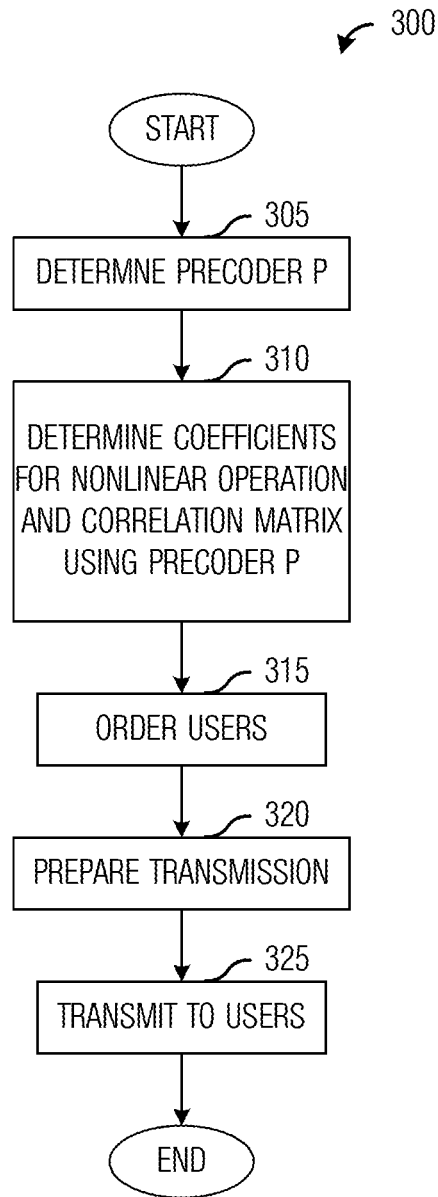 300
START
305
DETERMNE PRECODER P
310
DETERMINE COEFFICIENTS
FOR NONLINEAR OPERATION
AND CORRELATION MATRIX
USING PRECODER P
315
ORDER USERS
320
PREPARE TRANSMISSION
325
TRANSMIT TO USERS
END